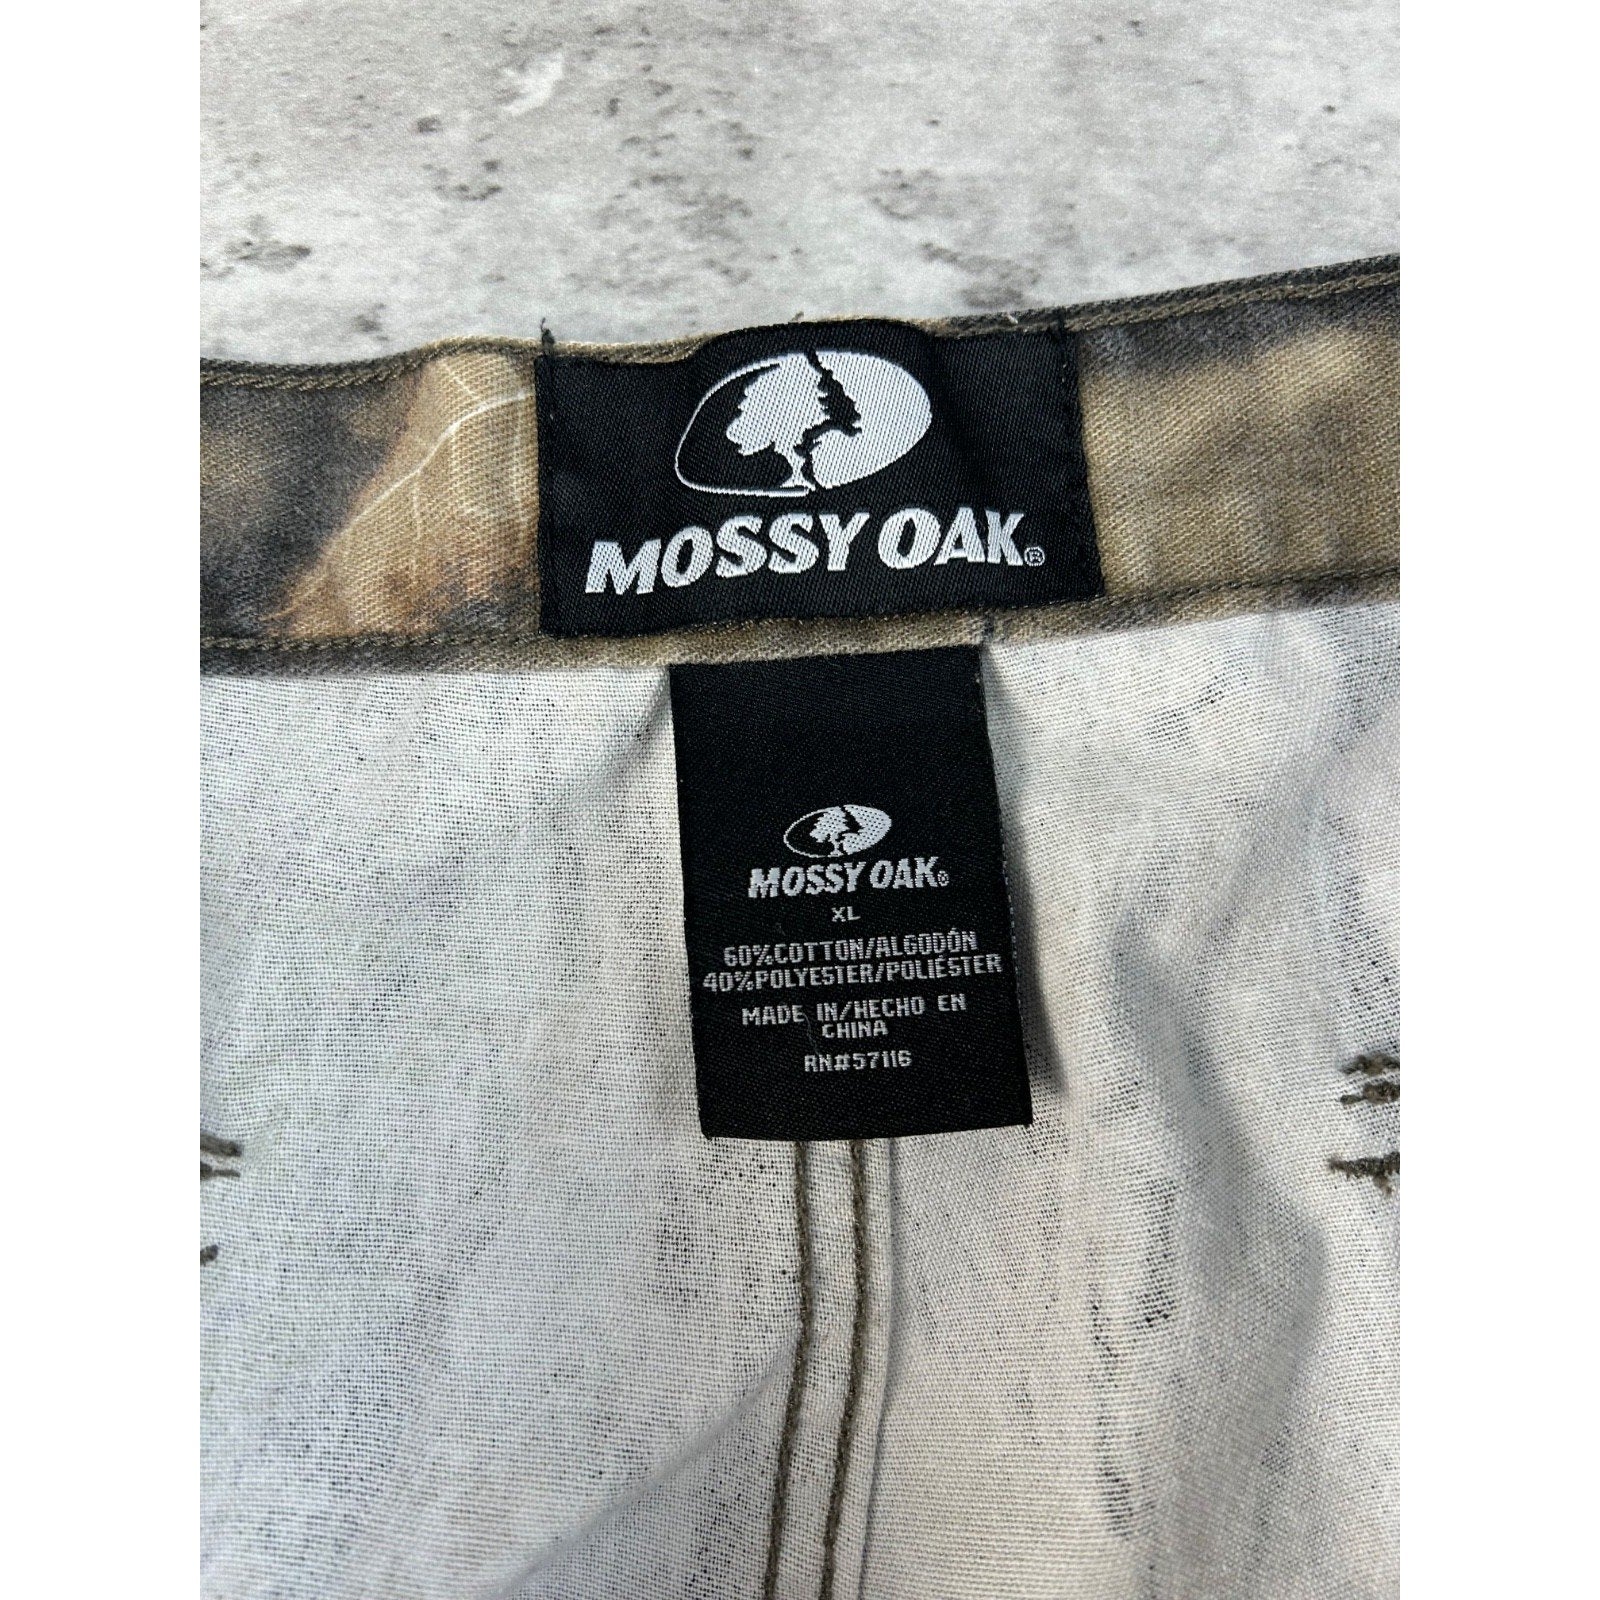 MOSSY OAK®
MOSSY OAK®
XL
60%COTTON/ALGODÓN
40%POLYESTER/POLIÉSTER
MADE IN/HECHO EN
CHINA
RN#57116